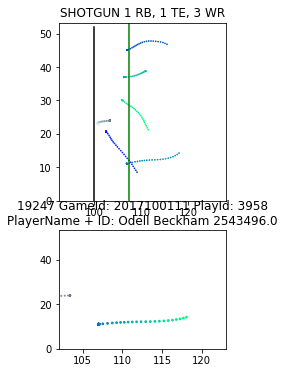 SHOTGUN 1 RB, 1 TE, 3 WR
50
40
30
20
10
0
100 110 120
19247 GameId: 2017100111 PlayId: 3958
PlayerName + ID: Odell Beckham 2543496.0
40
20
0
105 110 115 120